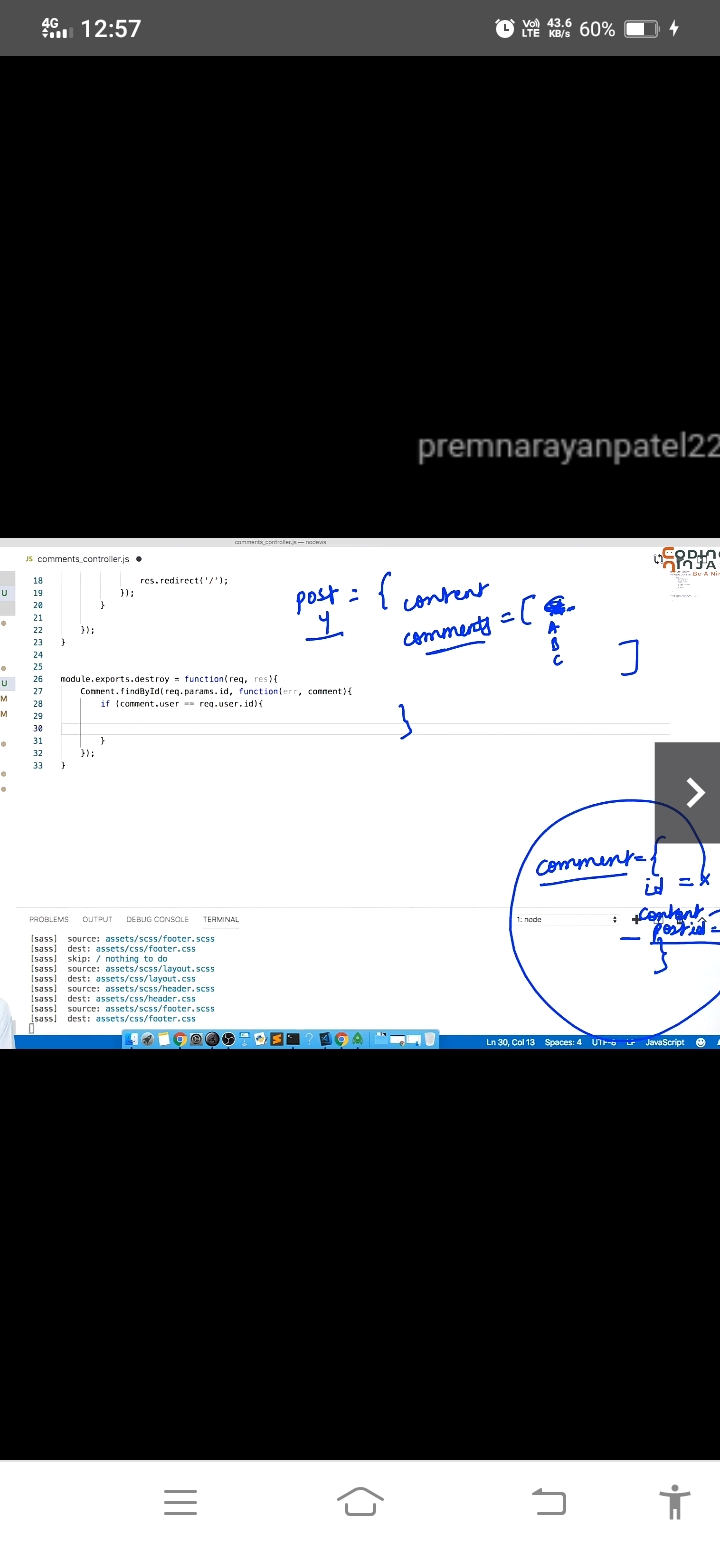 4G 12:57 Vo) LTE 43.6 KB/s 60%
premnarayanpatel22
comments_controller.js — nodews
JS comments_controller.js ●
CODIN
NINJA
Be A Ni
18 res.redirect('/');
U 19 });
20 }
21
22 });
23 }
24
25
U 26 module.exports.destroy = function(req, res){
M 27 Comment.findById(req.params.id, function(err, comment){
M 28 if (comment.user == req.user.id){
29
30
31 }
32 });
33 }
post = { content
y
comments = [
A
B
C
]
}
comment = {
id = x
content
postid =
}
PROBLEMS OUTPUT DEBUG CONSOLE TERMINAL 1: node
[sass] source: assets/scss/footer.scss
[sass] dest: assets/css/footer.css
[sass] skip: / nothing to do
[sass] source: assets/scss/layout.scss
[sass] dest: assets/css/layout.css
[sass] source: assets/scss/header.scss
[sass] dest: assets/css/header.css
[sass] source: assets/scss/footer.scss
[sass] dest: assets/css/footer.css
Ln 30, Col 13 Spaces: 4 UTF-8 LF JavaScript